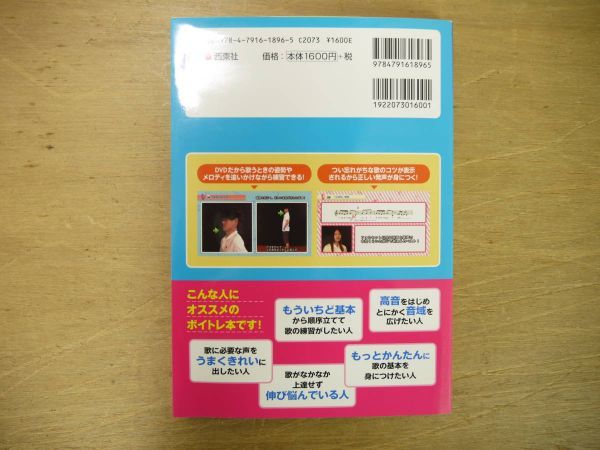 78-4-7916-1896-5 C2073 ¥1600E
西東社
価格：本体1600円+税
9784791618965
1922073016001
DVDだから歌うときの姿勢や
メロディを追いかけながら練習できる!
つい忘れがちな歌のコツが表示
されるから正しい発声が身につく!
こんな人に
オススメの
ボイトレ本です!
もういちど基本
から順序立てて
歌の練習がしたい人
高音をはじめ
とにかく音域を
広げたい人
歌に必要な声を
うまくきれいに
出したい人
歌がなかなか
上達せず
伸び悩んでいる人
もっとかんたんに
歌の基本を
身につけたい人